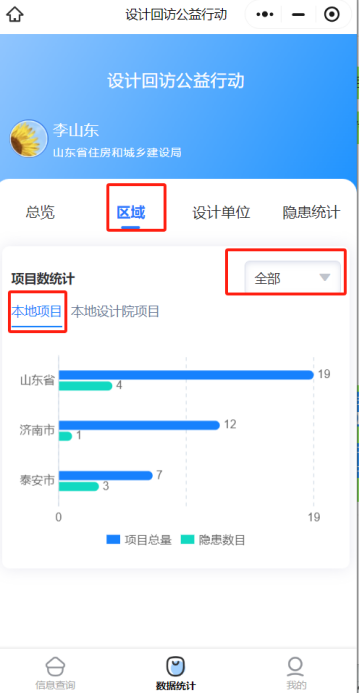 设计回访公益行动
设计回访公益行动
李山东
山东省住房和城乡建设局
总览 区域 设计单位 隐患统计
项目数统计 全部
本地项目 本地设计院项目
山东省 19
4
济南市 12
1
泰安市 7
3
0 19
项目总量 隐患数目
信息查询 数据统计 我的